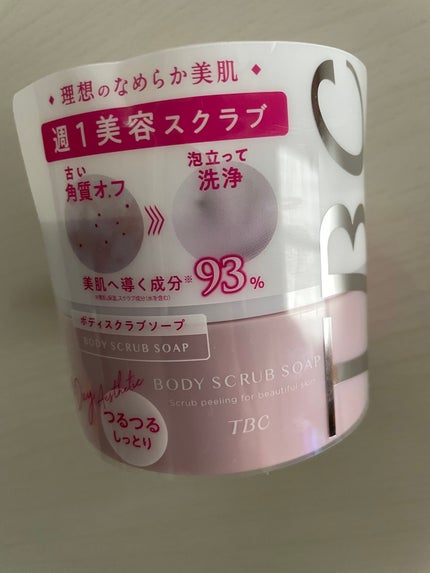 理想のなめらか美肌
週1美容スクラブ
古い
角質オフ
泡立って
洗浄
美肌へ導く成分※93%
ボディスクラブソープ
BODY SCRUB SOAP
BODY SCRUB SOAP
Scrub peeling for beautiful skin
Aesthetic
つるつる
しっとり
TBC
TBC